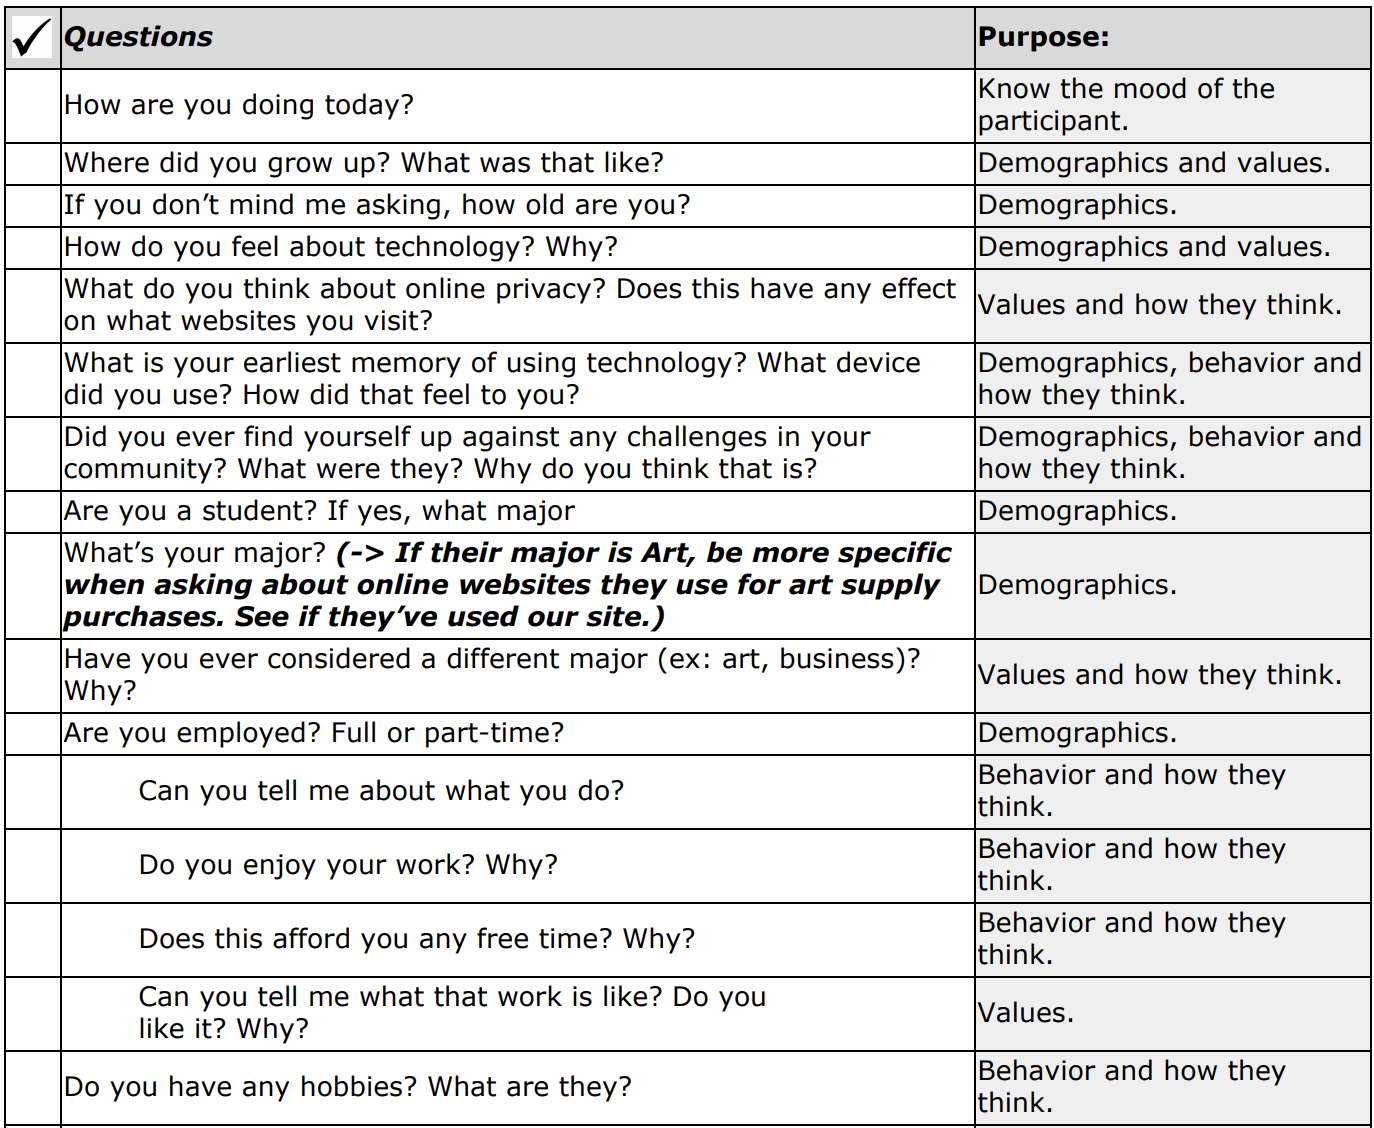 Questions
Purpose:
How are you doing today?
Know the mood of the
participant.
Where did you grow up? What was that like?
Demographics and values.
If you don’t mind me asking, how old are you?
Demographics.
How do you feel about technology? Why?
Demographics and values.
What do you think about online privacy? Does this have any effect
on what websites you visit?
Values and how they think.
What is your earliest memory of using technology? What device
did you use? How did that feel to you?
Demographics, behavior and
how they think.
Did you ever find yourself up against any challenges in your
community? What were they? Why do you think that is?
Demographics, behavior and
how they think.
Are you a student? If yes, what major
Demographics.
What’s your major? (-> If their major is Art, be more specific
when asking about online websites they use for art supply
purchases. See if they’ve used our site.)
Demographics.
Have you ever considered a different major (ex: art, business)?
Why?
Values and how they think.
Are you employed? Full or part-time?
Demographics.
Can you tell me about what you do?
Behavior and how they
think.
Do you enjoy your work? Why?
Behavior and how they
think.
Does this afford you any free time? Why?
Behavior and how they
think.
Can you tell me what that work is like? Do you
like it? Why?
Values.
Do you have any hobbies? What are they?
Behavior and how they
think.